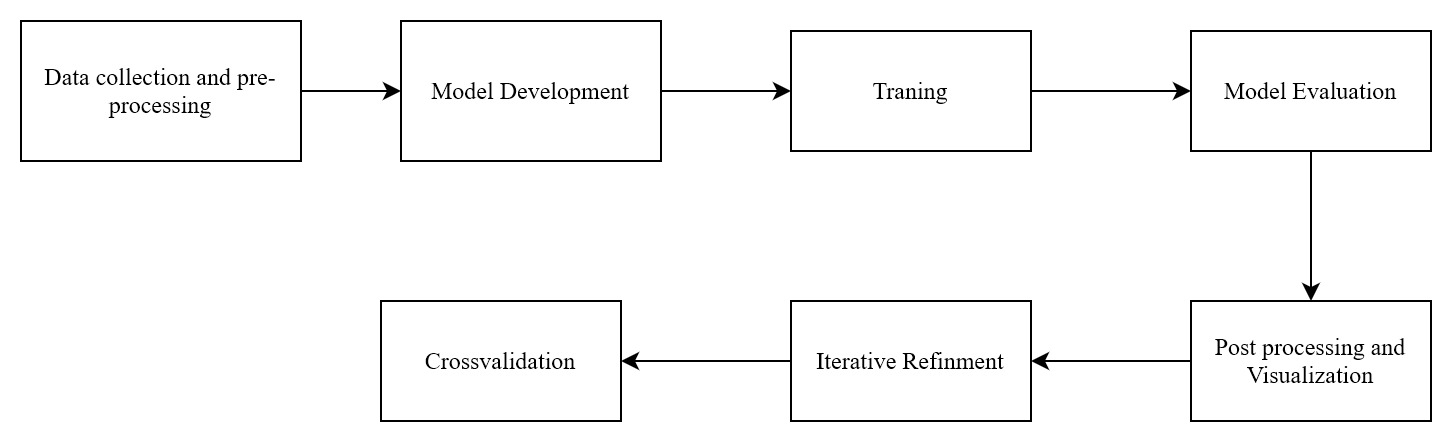 Data collection and pre-
processing
Model Development
Traning
Model Evaluation
Post processing and
Visualization
Iterative Refinment
Crossvalidation